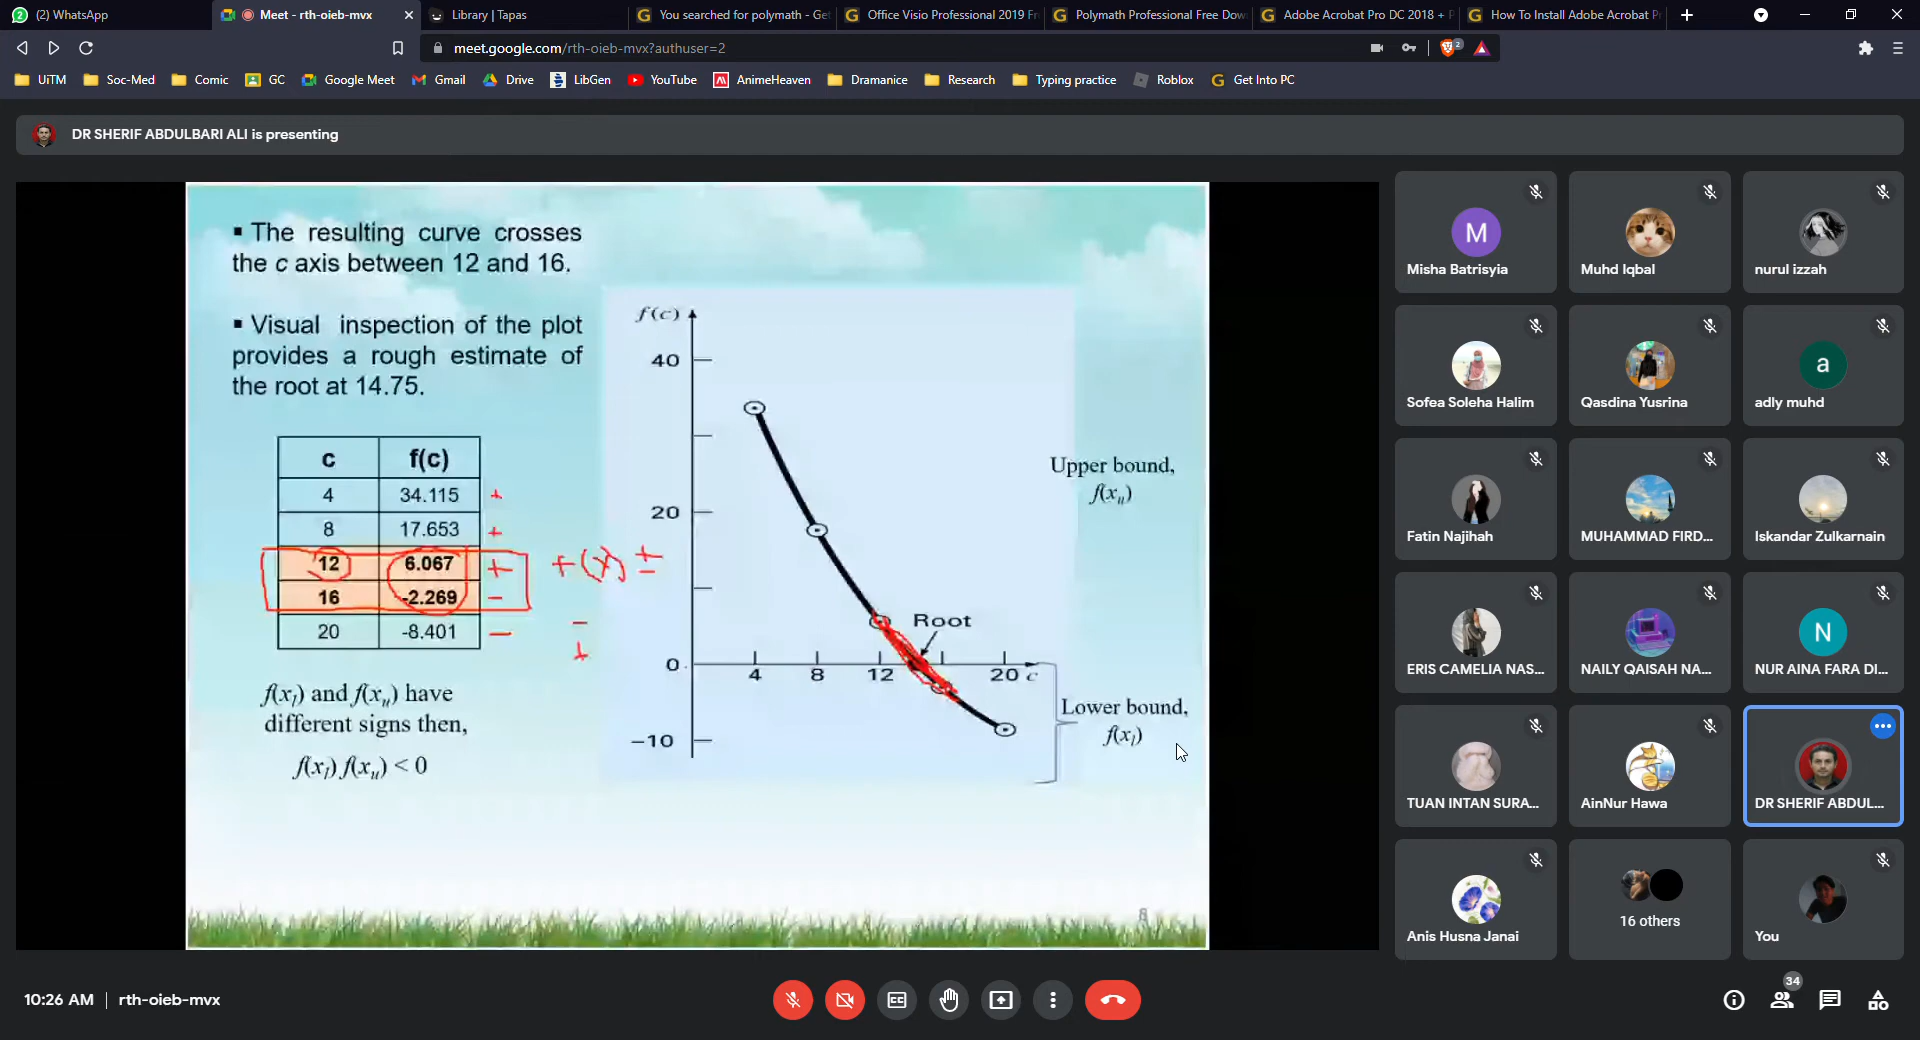 (2) WhatsApp
Meet - rth-oieb-mvx
Library | Tapas
You searched for polymath - Get
Office Visio Professional 2019 Fr
Polymath Professional Free Dow
Adobe Acrobat Pro DC 2018 + P
How To Install Adobe Acrobat Pr
meet.google.com/rth-oieb-mvx?authuser=2
UiTM
Soc-Med
Comic
GC
Google Meet
Gmail
Drive
LibGen
YouTube
AnimeHeaven
Dramanice
Research
Typing practice
Roblox
Get Into PC
DR SHERIF ABDULBARI ALI is presenting
▪ The resulting curve crosses
the c axis between 12 and 16.
▪ Visual inspection of the plot
provides a rough estimate of
the root at 14.75.
c f(c)
4 34.115 +
8 17.653 +
12 6.067 + +(x) ±
16 -2.269 -
20 -8.401 - - +
f(xl) and f(xu) have
different signs then,
f(xl) f(xu) < 0
f(c)
40
20
0
−10
4 8 12 20 c
Root
Upper bound,
f(xu)
Lower bound,
f(xl)
8
M
Misha Batrisyia
Muhd Iqbal
nurul izzah
Sofea Soleha Halim
Qasdina Yusrina
a
adly muhd
Fatin Najihah
MUHAMMAD FIRD...
Iskandar Zulkarnain
ERIS CAMELIA NAS...
NAILY QAISAH NA...
N
NUR AINA FARA DI...
TUAN INTAN SURA...
AinNur Hawa
DR SHERIF ABDUL...
Anis Husna Janai
16 others
You
10:26 AM | rth-oieb-mvx
CC
34